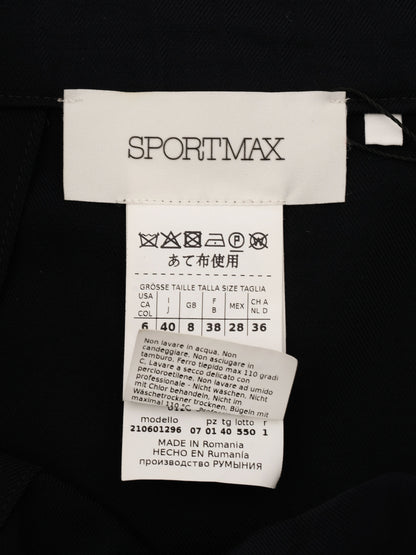 SPORTMAX
P W
あて布使用
GRÖSSE TAILLE TALLA SIZE TAGLIA
USA CA COL I J GB F B MEX CH A NL D
6 40 8 38 28 36
Non lavare in acqua. Non
candeggiare. Non asciugare in
tamburo. Ferro tiepido max 110 gradi
C. Lavare a secco delicato con
percloroetilene. Non lavare ad umido
professionale - Nicht waschen. Nicht
mit Chlor behandeln. Nicht im
Wäschetrockner trocknen. Bügeln mit
maximal 110 °C.
modello pz tg lotto r
210601296 07 01 40 550 1
MADE IN Romania
HECHO EN Rumania
производство РУМЫНИЯ